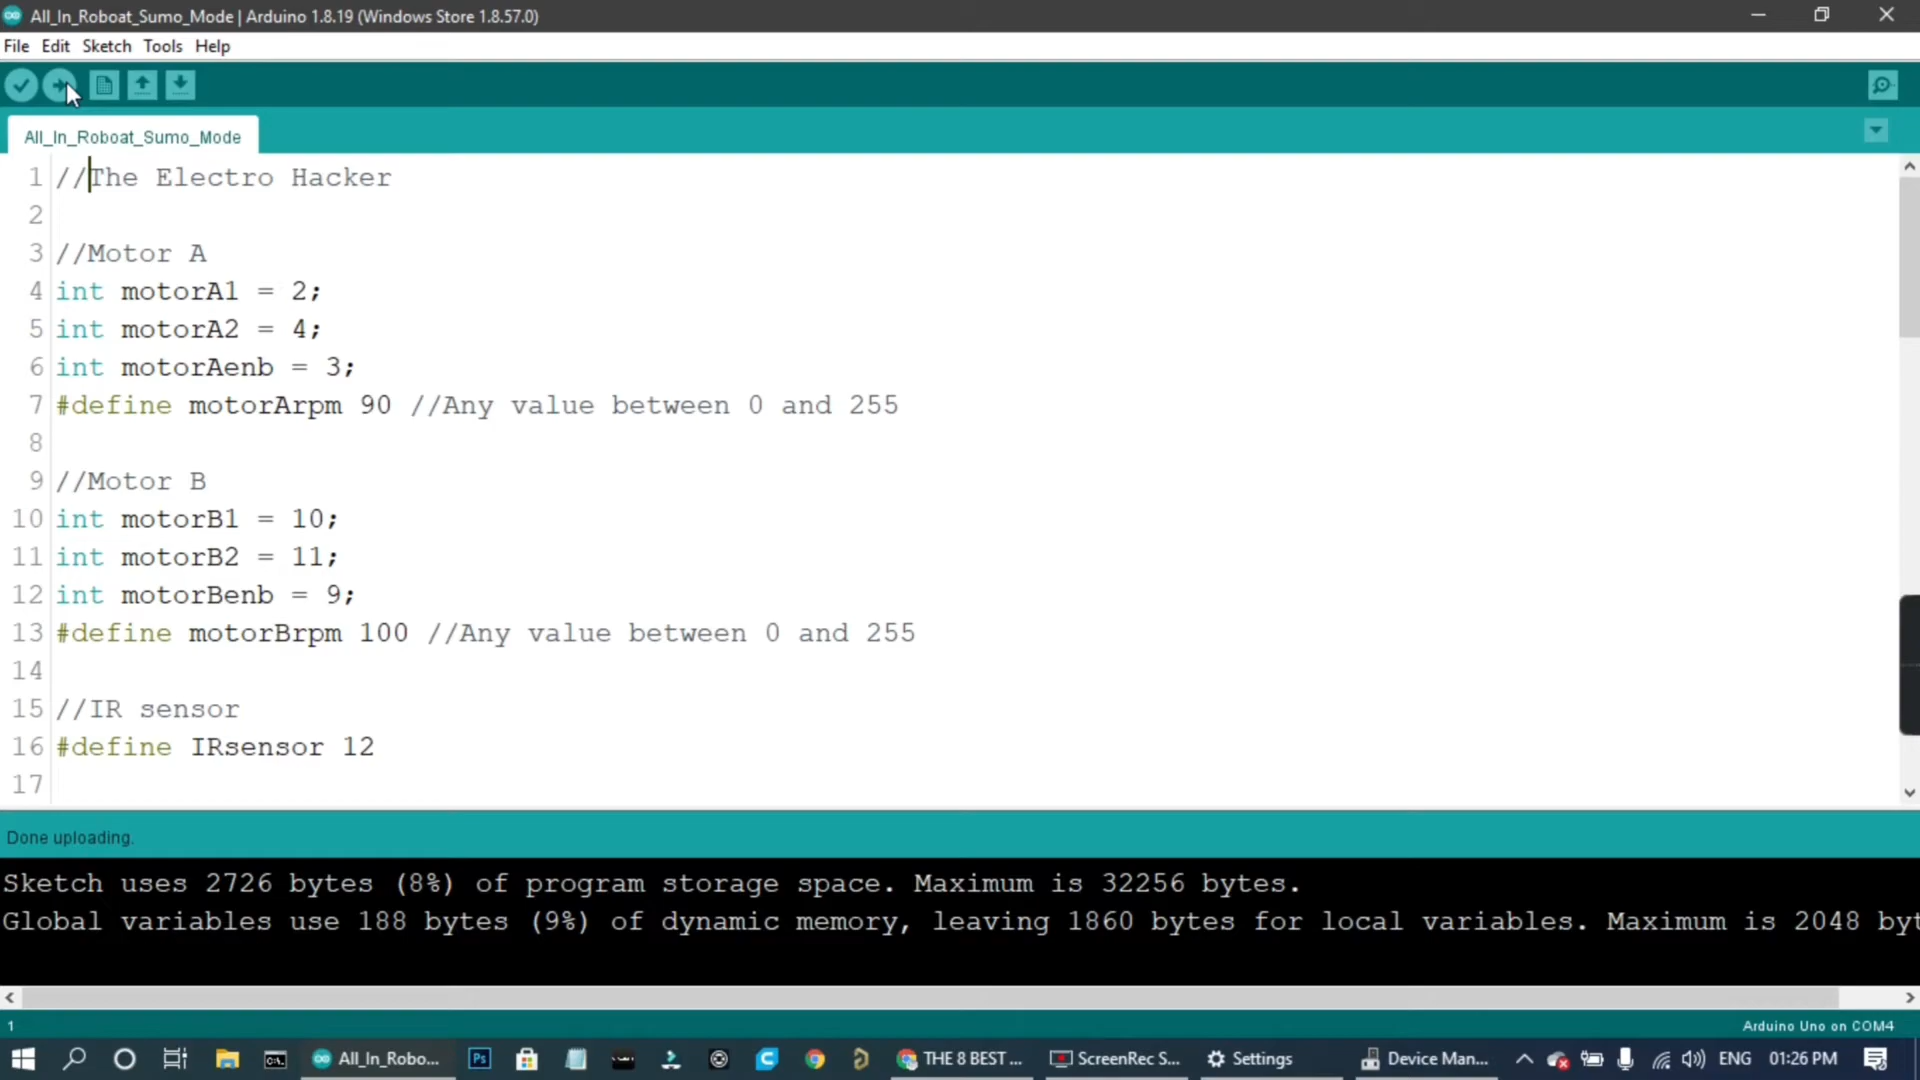 All_In_Roboat_Sumo_Mode | Arduino 1.8.19 (Windows Store 1.8.57.0)
File Edit Sketch Tools Help
All_In_Roboat_Sumo_Mode
1 //The Electro Hacker
2
3 //Motor A
4 int motorA1 = 2;
5 int motorA2 = 4;
6 int motorAenb = 3;
7 #define motorArpm 90 //Any value between 0 and 255
8
9 //Motor B
10 int motorB1 = 10;
11 int motorB2 = 11;
12 int motorBenb = 9;
13 #define motorBrpm 100 //Any value between 0 and 255
14
15 //IR sensor
16 #define IRsensor 12
17
Done uploading.
Sketch uses 2726 bytes (8%) of program storage space. Maximum is 32256 bytes.
Global variables use 188 bytes (9%) of dynamic memory, leaving 1860 bytes for local variables. Maximum is 2048 byt
1 Arduino Uno on COM4
All_In_Robo... Ps THE 8 BEST ... ScreenRec S... Settings Device Man... ENG 01:26 PM